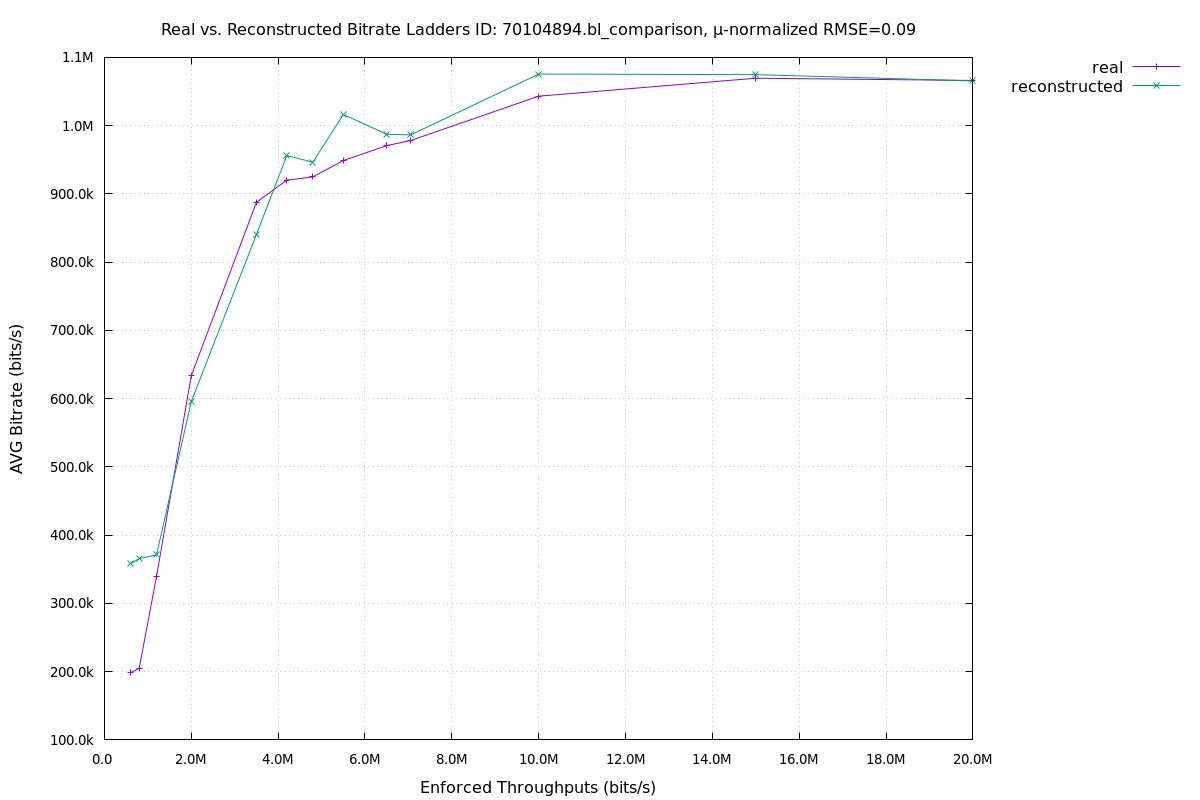 Real vs. Reconstructed Bitrate Ladders ID: 70104894.bl_comparison, μ-normalized RMSE=0.09
real
reconstructed
1.1M
1.0M
900.0k
800.0k
700.0k
600.0k
500.0k
400.0k
300.0k
200.0k
100.0k
AVG Bitrate (bits/s)
0.0 2.0M 4.0M 6.0M 8.0M 10.0M 12.0M 14.0M 16.0M 18.0M 20.0M
Enforced Throughputs (bits/s)